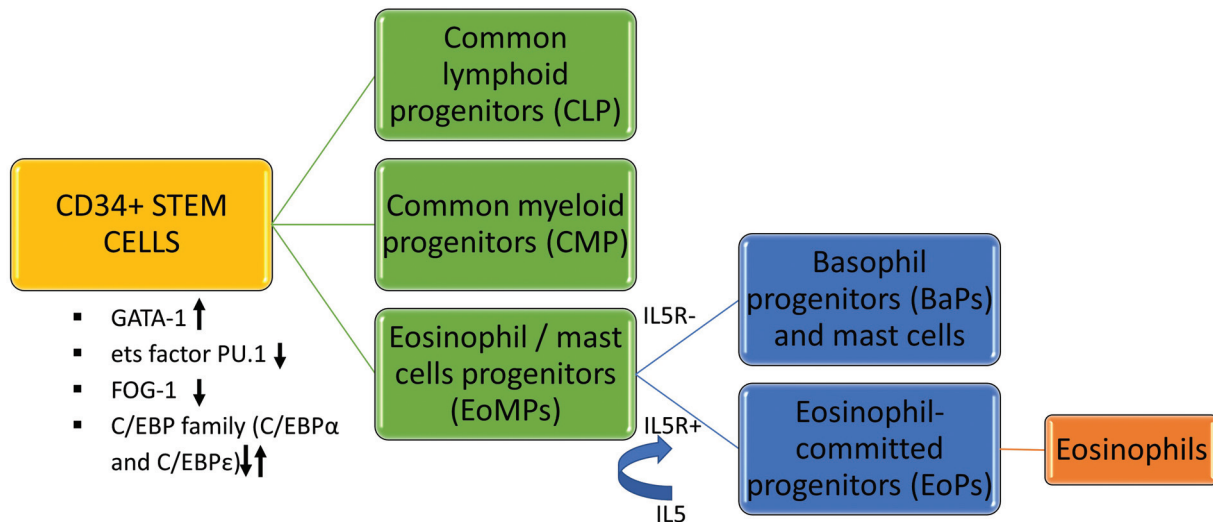 Common
lymphoid
progenitors (CLP)
CD34+ STEM
CELLS
Common myeloid
progenitors (CMP)
▪ GATA-1 ↑
▪ ets factor PU.1 ↓
▪ FOG-1 ↓
▪ C/EBP family (C/EBPα
and C/EBPε)↓↑
Eosinophil / mast
cells progenitors
(EoMPs)
IL5R-
Basophil
progenitors (BaPs)
and mast cells
IL5R+
IL5
Eosinophil-
committed
progenitors (EoPs)
Eosinophils